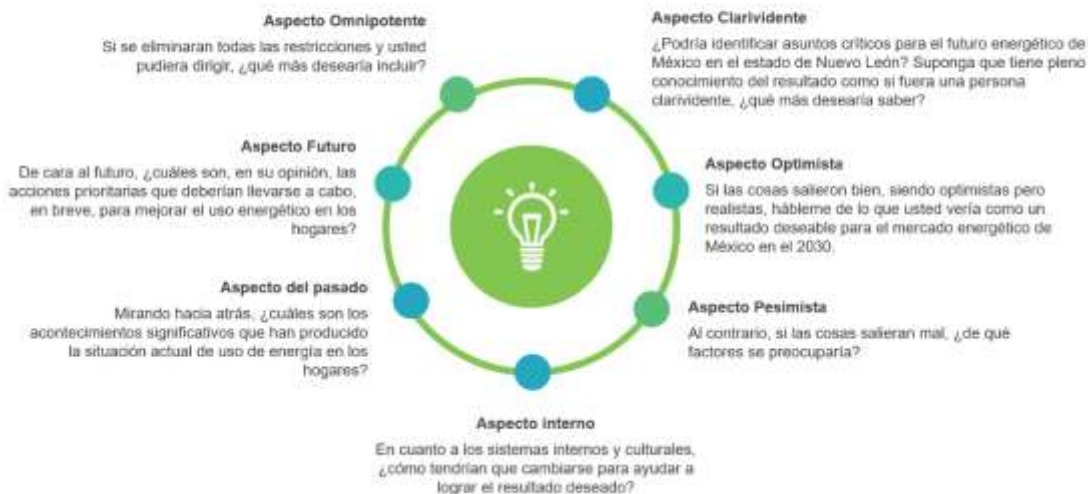 Aspecto Omnipotente
Si se eliminaran todas las restricciones y usted
pudiera dirigir, ¿qué más desearía incluir?
Aspecto Clarividente
¿Podría identificar asuntos críticos para el futuro energético de
México en el estado de Nuevo León? Suponga que tiene pleno
conocimiento del resultado como si fuera una persona
clarividente, ¿qué más desearía saber?
Aspecto Futuro
De cara al futuro, ¿cuáles son, en su opinión, las
acciones prioritarias que deberían llevarse a cabo,
en breve, para mejorar el uso energético en los
hogares?
Aspecto Optimista
Si las cosas salieron bien, siendo optimistas pero
realistas, hábleme de lo que usted vería como un
resultado deseable para el mercado energético de
México en el 2030.
Aspecto del pasado
Mirando hacia atrás, ¿cuáles son los
acontecimientos significativos que han producido
la situación actual de uso de energía en los
hogares?
Aspecto Pesimista
Al contrario, si las cosas salieran mal, ¿de qué
factores se preocuparía?
Aspecto interno
En cuanto a los sistemas internos y culturales,
¿cómo tendrían que cambiarse para ayudar a
lograr el resultado deseado?